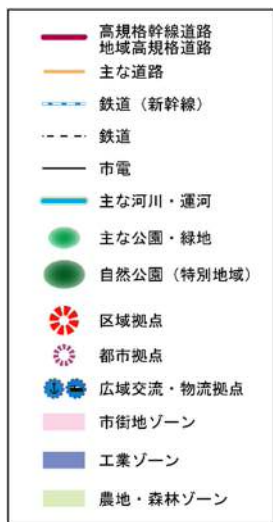 高規格幹線道路
地域高規格道路
主な道路
鉄道（新幹線）
鉄道
市電
主な河川・運河
主な公園・緑地
自然公園（特別地域）
区域拠点
都市拠点
広域交流・物流拠点
市街地ゾーン
工業ゾーン
農地・森林ゾーン